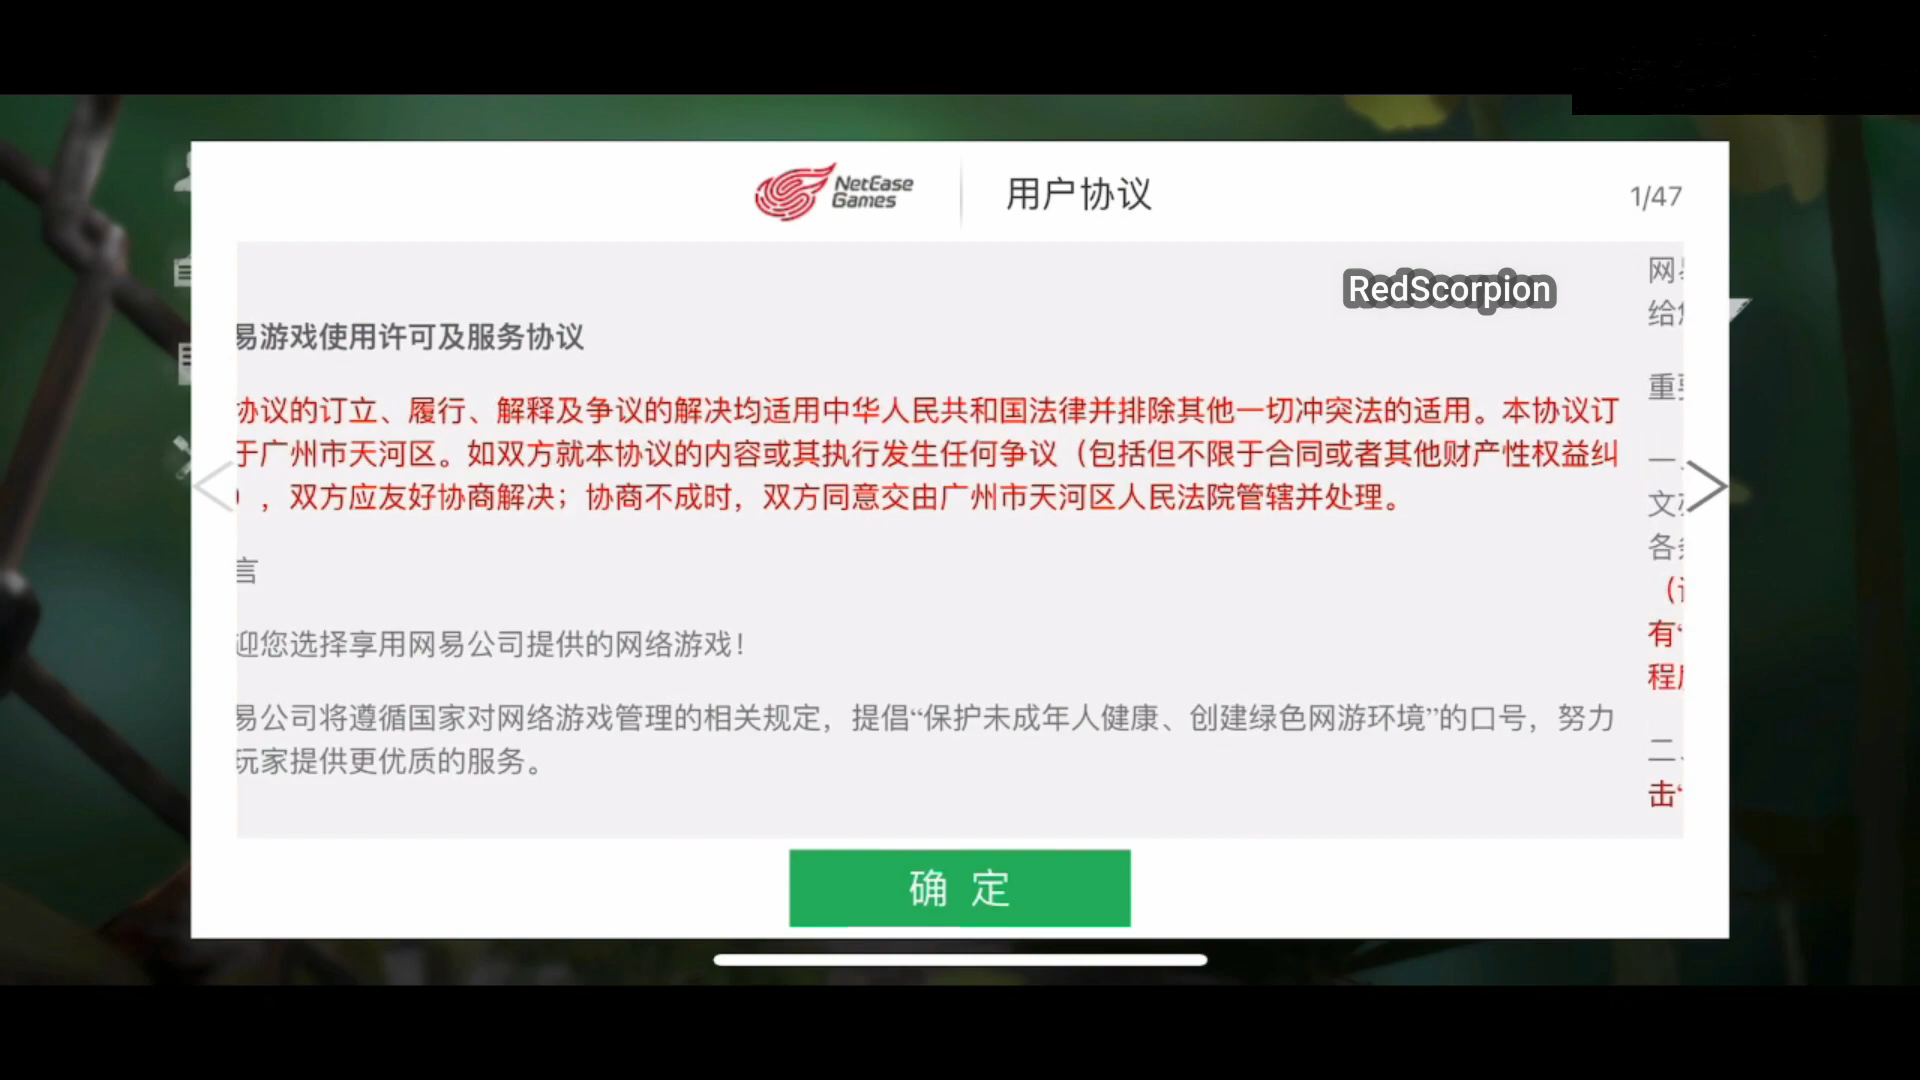 NetEase
Games
用户协议
1/47
RedScorpion
易游戏使用许可及服务协议
协议的订立、履行、解释及争议的解决均适用中华人民共和国法律并排除其他一切冲突法的适用。本协议订
于广州市天河区。如双方就本协议的内容或其执行发生任何争议（包括但不限于合同或者其他财产性权益纠
），双方应友好协商解决；协商不成时，双方同意交由广州市天河区人民法院管辖并处理。
言
迎您选择享用网易公司提供的网络游戏！
易公司将遵循国家对网络游戏管理的相关规定，提倡“保护未成年人健康、创建绿色网游环境”的口号，努力
玩家提供更优质的服务。
网
给
重
一、
文
各
（
有“
程
二、
击“
确 定